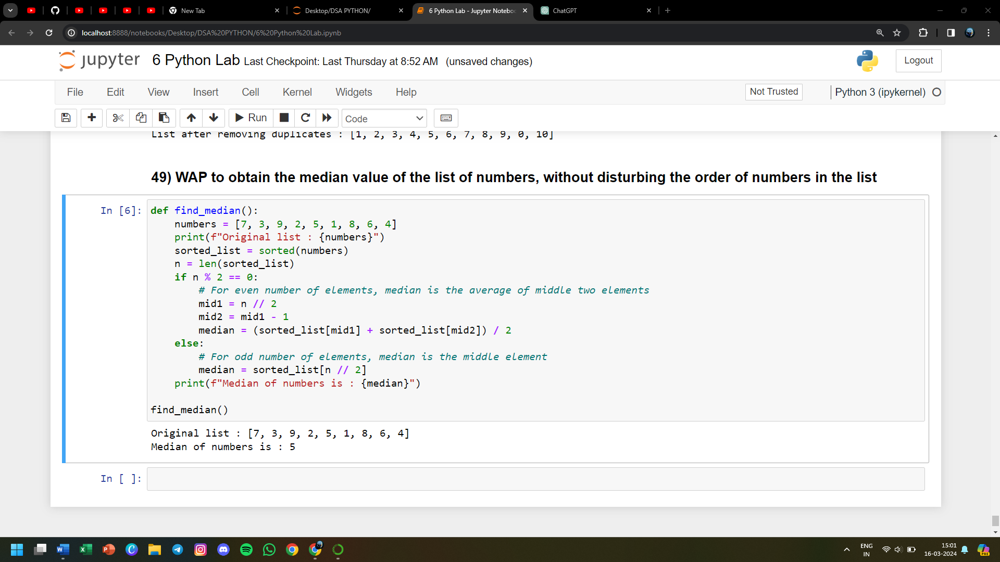 New Tab
Desktop/DSA PYTHON/
6 Python Lab - Jupyter Notebo
ChatGPT
localhost:8888/notebooks/Desktop/DSA%20PYTHON/6%20Python%20Lab.ipynb
jupyter 6 Python Lab Last Checkpoint: Last Thursday at 8:52 AM (unsaved changes)
Logout
File Edit View Insert Cell Kernel Widgets Help
Not Trusted
Python 3 (ipykernel)
Run
Code
List after removing duplicates : [1, 2, 3, 4, 5, 6, 7, 8, 9, 0, 10]
49) WAP to obtain the median value of the list of numbers, without disturbing the order of numbers in the list
In [6]: def find_median():
    numbers = [7, 3, 9, 2, 5, 1, 8, 6, 4]
    print(f"Original list : {numbers}")
    sorted_list = sorted(numbers)
    n = len(sorted_list)
    if n % 2 == 0:
        # For even number of elements, median is the average of middle two elements
        mid1 = n // 2
        mid2 = mid1 - 1
        median = (sorted_list[mid1] + sorted_list[mid2]) / 2
    else:
        # For odd number of elements, median is the middle element
        median = sorted_list[n // 2]
    print(f"Median of numbers is : {median}")
find_median()
Original list : [7, 3, 9, 2, 5, 1, 8, 6, 4]
Median of numbers is : 5
In [ ]:
ENG
IN
15:01
16-03-2024